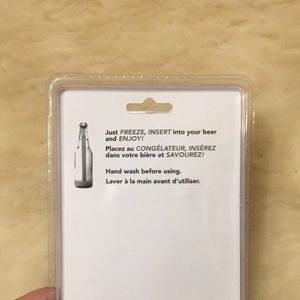 Just FREEZE, INSERT into your beer
and ENJOY!
Placez au CONGÉLATEUR, INSÉREZ
dans votre bière et SAVOUREZ!
Hand wash before using.
Laver à la main avant d'utiliser.